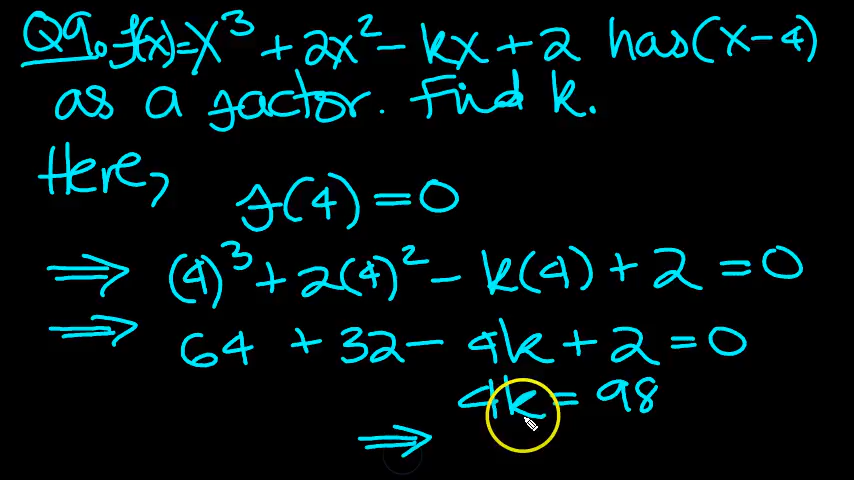 Q9. f(x)=x³ + 2x² - kx + 2 has (x-4)
as a factor. Find k.
Here,
f(4) = 0
⇒ (4)³ + 2(4)² - k(4) + 2 = 0
⇒ 64 + 32 - 4k + 2 = 0
4k = 98
⇒